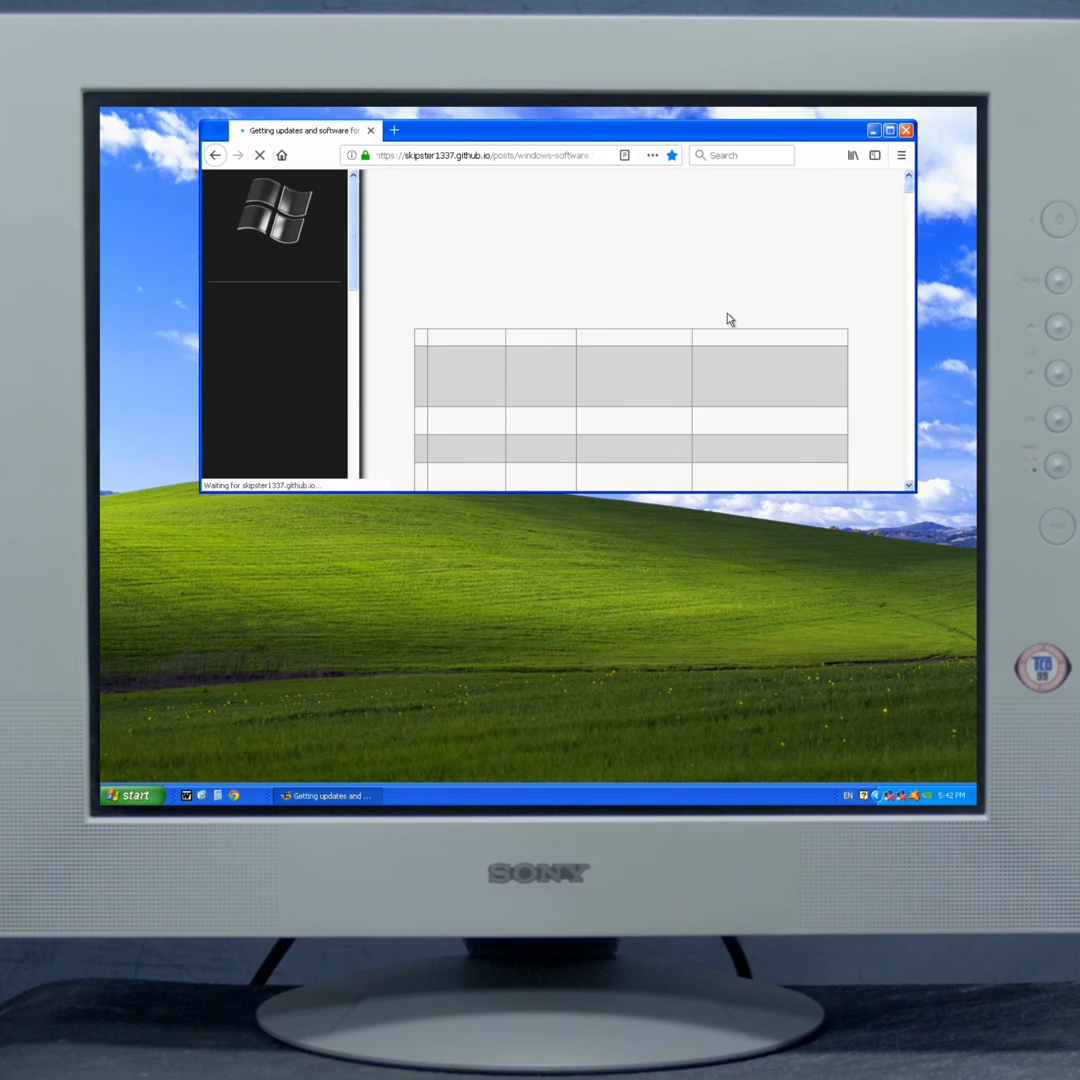 Getting updates and software for
https://skipster1337.github.io/posts/windows-software.
Search
Waiting for skipster1337.github.io...
start
Getting updates and ...
EN
5:42 PM
SONY
TCO
99